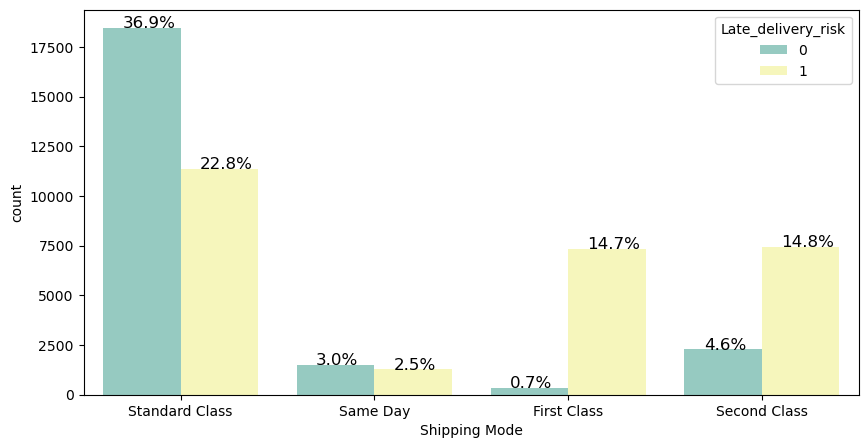 36.9%
22.8%
3.0%
2.5%
0.7%
14.7%
4.6%
14.8%
Late_delivery_risk
0
1
17500
15000
12500
10000
7500
5000
2500
0
count
Standard Class
Same Day
First Class
Second Class
Shipping Mode